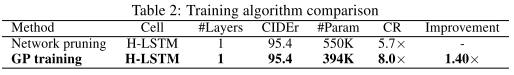 Table 2: Training algorithm comparison
Method Cell #Layers CIDEr #Param CR Improvement
Network pruning H-LSTM 1 95.4 550K 5.7× -
GP training H-LSTM 1 95.4 394K 8.0× 1.40×